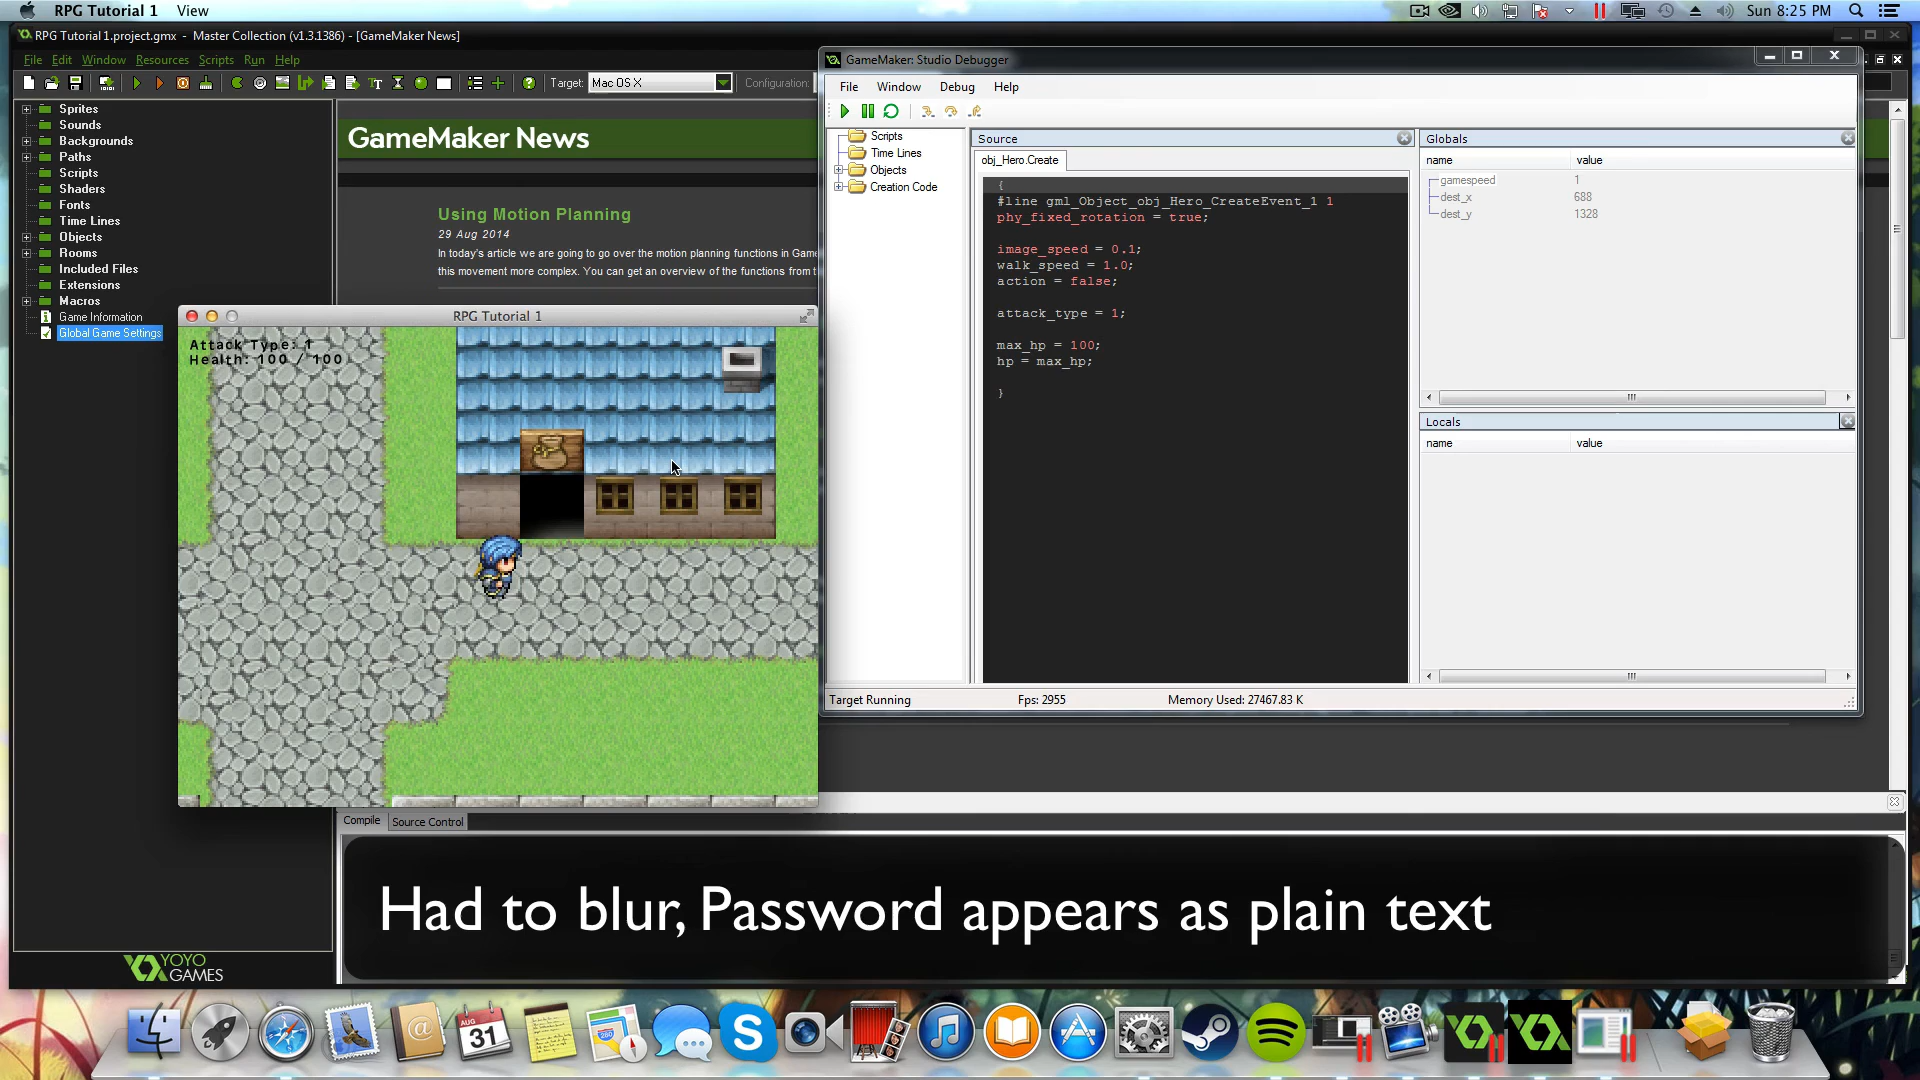 RPG Tutorial 1 View
Sun 8:25 PM
RPG Tutorial 1.project.gmx - Master Collection (v1.3.1386) - [GameMaker News]
File Edit Window Resources Scripts Run Help
Target: Mac OS X Configuration:
Sprites
Sounds
Backgrounds
Paths
Scripts
Shaders
Fonts
Time Lines
Objects
Rooms
Included Files
Extensions
Macros
Game Information
Global Game Settings
YOYO
GAMES
GameMaker News
Using Motion Planning
29 Aug 2014
In today's article we are going to go over the motion planning functions in Game
this movement more complex. You can get an overview of the functions from t
RPG Tutorial 1
Attack Type: 1
Health: 100 / 100
GameMaker: Studio Debugger
File Window Debug Help
Scripts
Time Lines
Objects
Creation Code
Source
obj_Hero.Create
{
#line gml_Object_obj_Hero_CreateEvent_1 1
phy_fixed_rotation = true;
image_speed = 0.1;
walk_speed = 1.0;
action = false;
attack_type = 1;
max_hp = 100;
hp = max_hp;
}
Globals
name value
gamespeed 1
dest_x 688
dest_y 1328
Locals
name value
Target Running Fps: 2955 Memory Used: 27467.83 K
Compile Source Control
Had to blur, Password appears as plain text
AUG
31
280